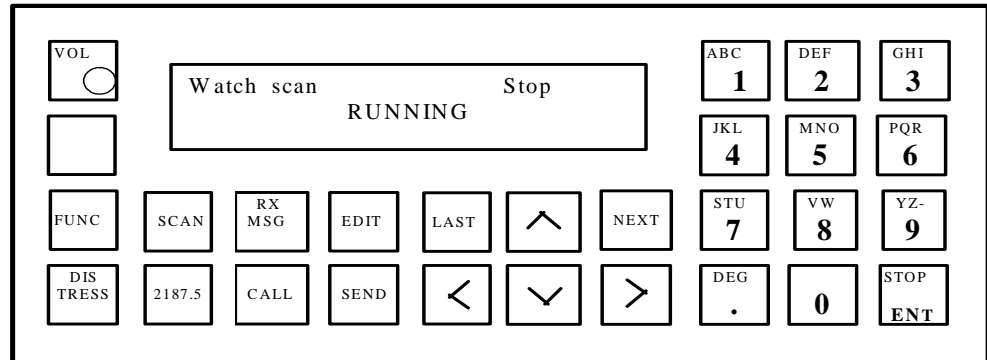 VOL
Watch scan Stop
RUNNING
ABC
1
DEF
2
GHI
3
JKL
4
MNO
5
PQR
6
FUNC
SCAN
RX
MSG
EDIT
LAST
NEXT
STU
7
VW
8
YZ-
9
DIS
TRESS
2187.5
CALL
SEND
DEG
.
0
STOP
ENT